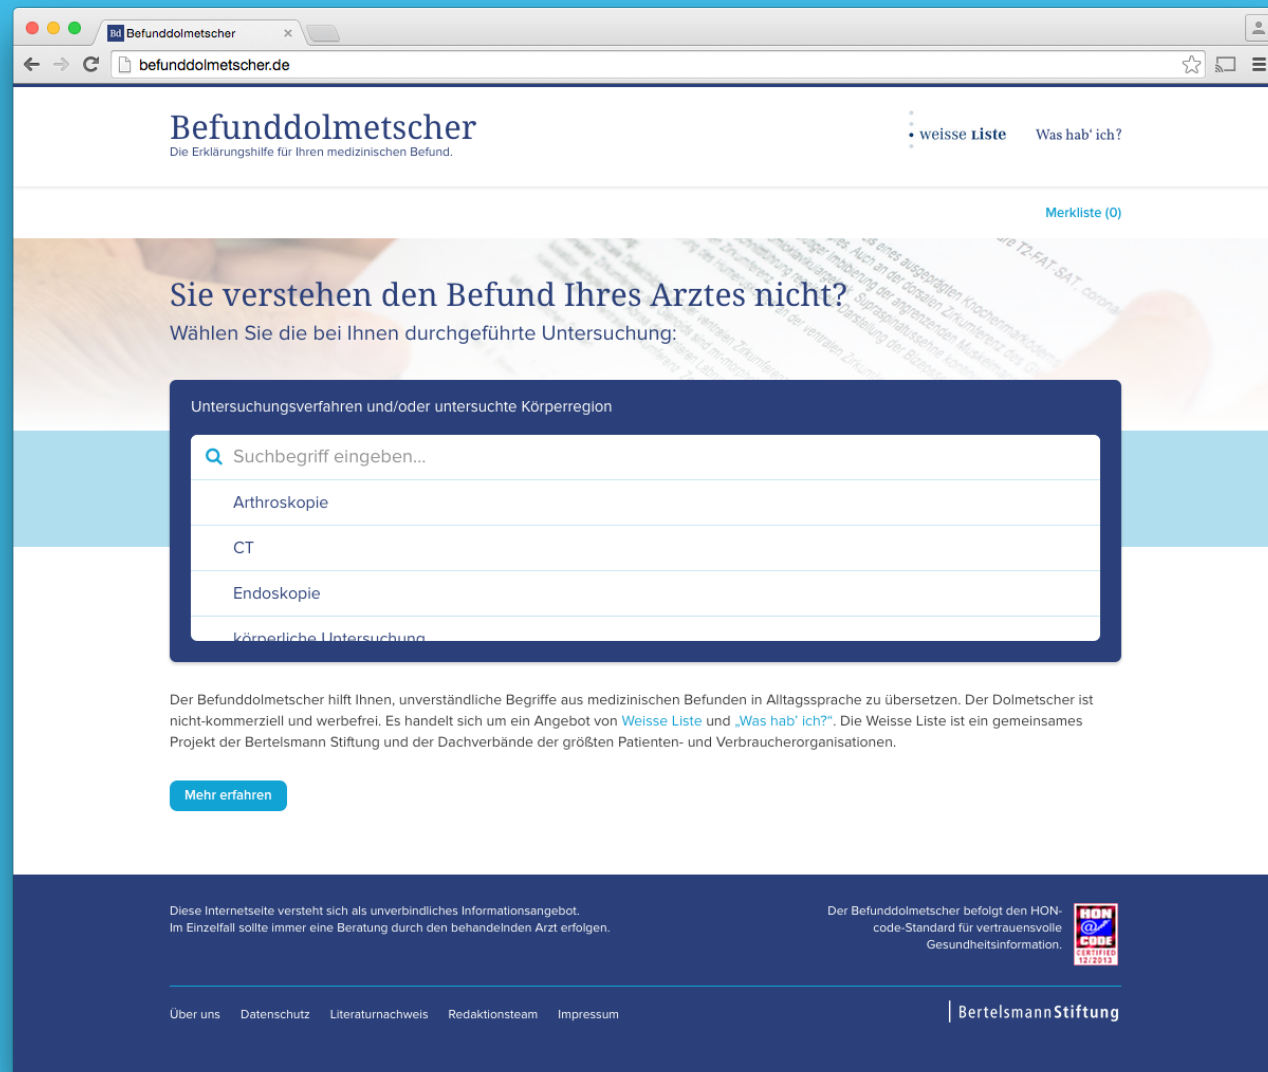 Befunddolmetscher
befunddolmetscher.de
Befunddolmetscher
Die Erklärungshilfe für Ihren medizinischen Befund.
weisse Liste
Was hab' ich?
Merkliste (0)
Sie verstehen den Befund Ihres Arztes nicht?
Wählen Sie die bei Ihnen durchgeführte Untersuchung:
Untersuchungsverfahren und/oder untersuchte Körperregion
Suchbegriff eingeben...
Arthroskopie
CT
Endoskopie
körperliche Untersuchung
Der Befunddolmetscher hilft Ihnen, unverständliche Begriffe aus medizinischen Befunden in Alltagssprache zu übersetzen. Der Dolmetscher ist
nicht-kommerziell und werbefrei. Es handelt sich um ein Angebot von Weisse Liste und „Was hab' ich?“. Die Weisse Liste ist ein gemeinsames
Projekt der Bertelsmann Stiftung und der Dachverbände der größten Patienten- und Verbraucherorganisationen.
Mehr erfahren
Diese Internetseite versteht sich als unverbindliches Informationsangebot.
Im Einzelfall sollte immer eine Beratung durch den behandelnden Arzt erfolgen.
Der Befunddolmetscher befolgt den HON-
code-Standard für vertrauensvolle
Gesundheitsinformation.
HON
@
CODE
CERTIFIED
12/2013
Über uns Datenschutz Literaturnachweis Redaktionsteam Impressum
BertelsmannStiftung